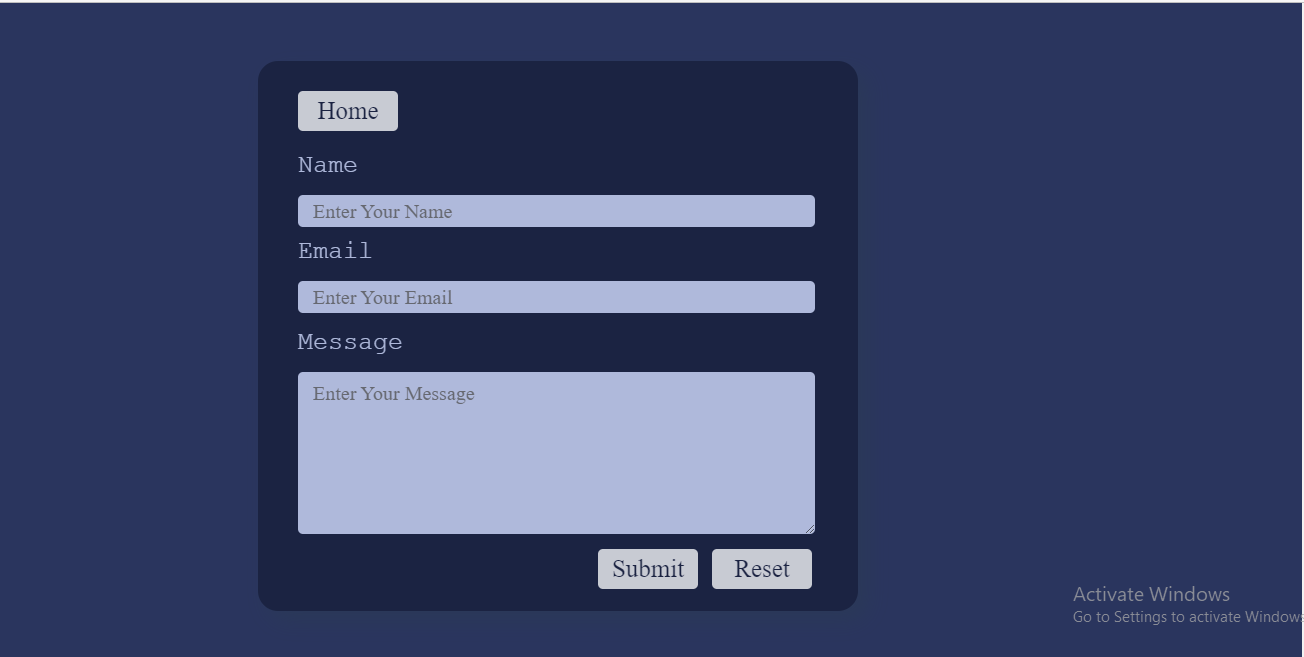 Home
Name
Enter Your Name
Email
Enter Your Email
Message
Enter Your Message
Submit Reset
Activate Windows
Go to Settings to activate Windows